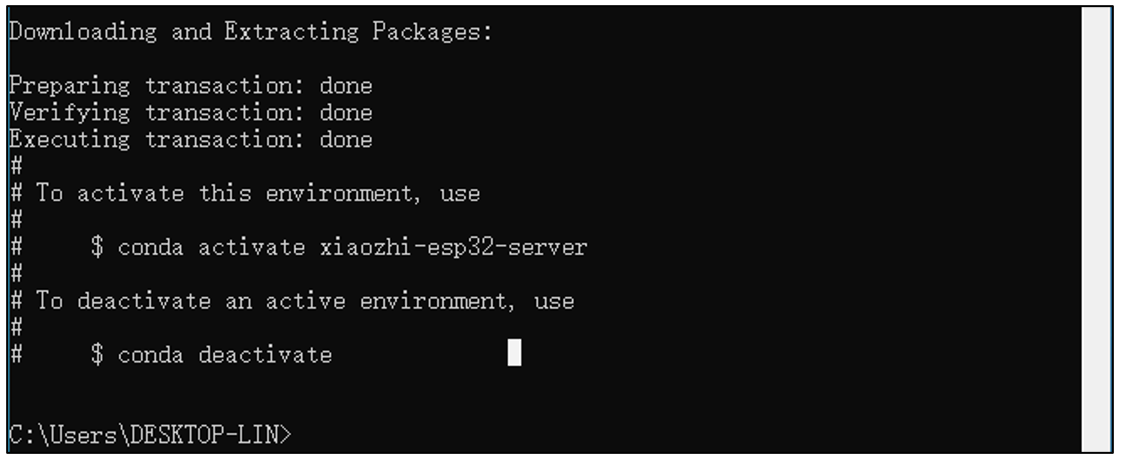 Downloading and Extracting Packages:
Preparing transaction: done
Verifying transaction: done
Executing transaction: done
#
# To activate this environment, use
#
#     $ conda activate xiaozhi-esp32-server
#
# To deactivate an active environment, use
#
#     $ conda deactivate
C:\Users\DESKTOP-LIN>